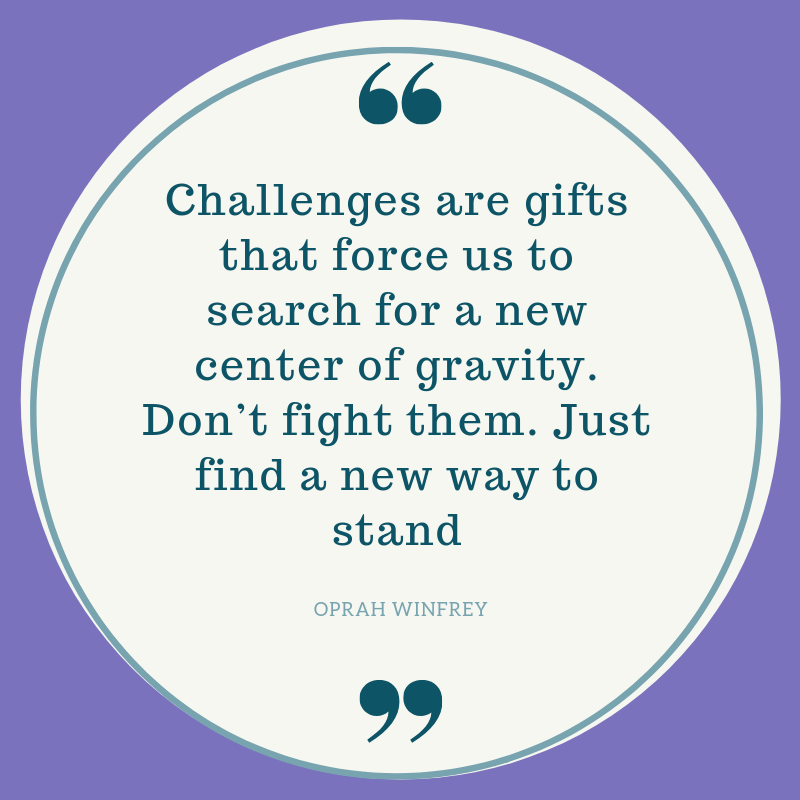 “
Challenges are gifts
that force us to
search for a new
center of gravity.
Don’t fight them. Just
find a new way to
stand
OPRAH WINFREY
”